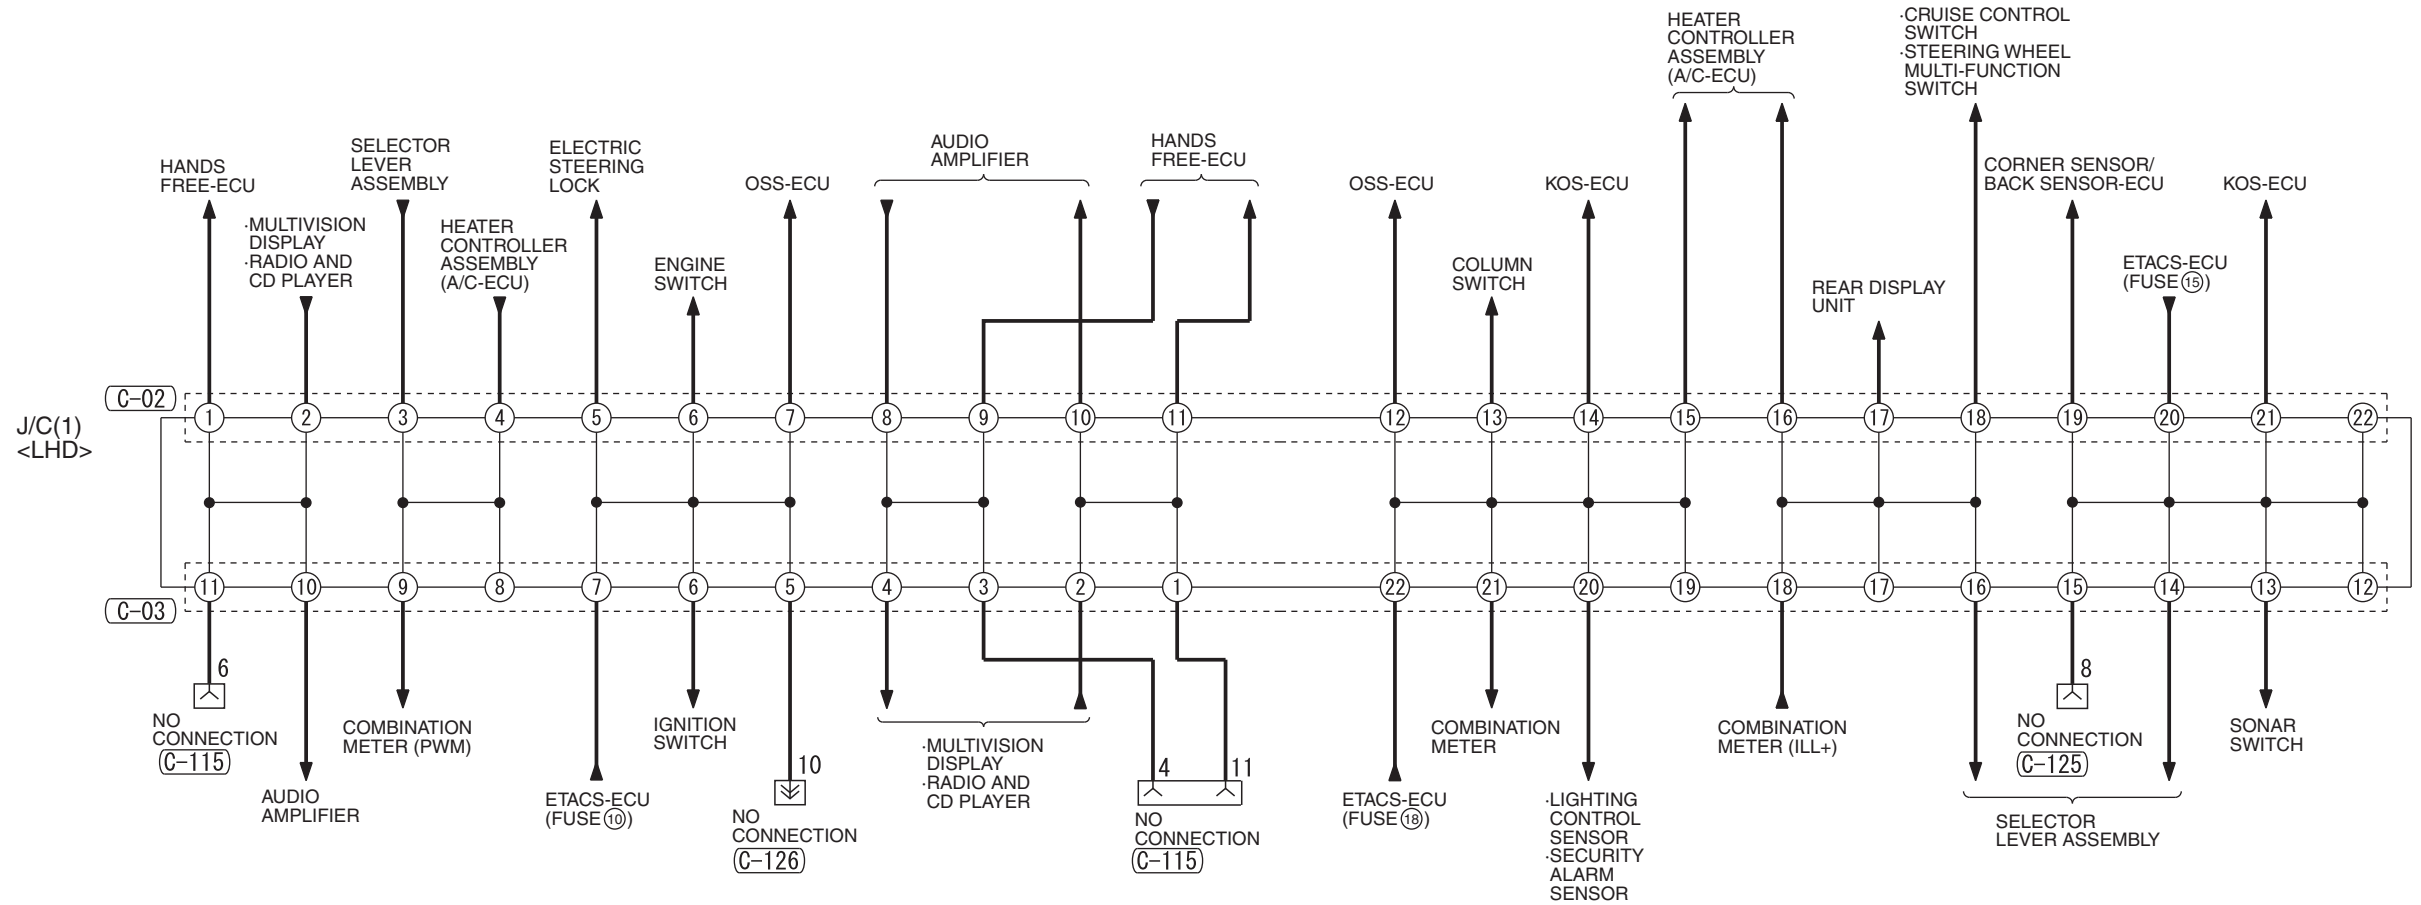 HANDS
FREE-ECU
·MULTIVISION
DISPLAY
·RADIO AND
CD PLAYER
SELECTOR
LEVER
ASSEMBLY
HEATER
CONTROLLER
ASSEMBLY
(A/C-ECU)
ELECTRIC
STEERING
LOCK
ENGINE
SWITCH
OSS-ECU
AUDIO
AMPLIFIER
HANDS
FREE-ECU
OSS-ECU
COLUMN
SWITCH
KOS-ECU
HEATER
CONTROLLER
ASSEMBLY
(A/C-ECU)
REAR DISPLAY
UNIT
·CRUISE CONTROL
SWITCH
·STEERING WHEEL
MULTI-FUNCTION
SWITCH
CORNER SENSOR/
BACK SENSOR-ECU
ETACS-ECU
(FUSE⑮)
KOS-ECU
J/C(1)
<LHD>
C-02
1 2 3 4 5 6 7 8 9 10 11 12 13 14 15 16 17 18 19 20 21 22
C-03
11 10 9 8 7 6 5 4 3 2 1 22 21 20 19 18 17 16 15 14 13 12
6
NO
CONNECTION
C-115
AUDIO
AMPLIFIER
COMBINATION
METER (PWM)
ETACS-ECU
(FUSE⑩)
IGNITION
SWITCH
10
NO
CONNECTION
C-126
·MULTIVISION
DISPLAY
·RADIO AND
CD PLAYER
4 11
NO
CONNECTION
C-115
ETACS-ECU
(FUSE⑱)
COMBINATION
METER
·LIGHTING
CONTROL
SENSOR
·SECURITY
ALARM
SENSOR
COMBINATION
METER (ILL+)
8
NO
CONNECTION
C-125
SELECTOR
LEVER ASSEMBLY
SONAR
SWITCH